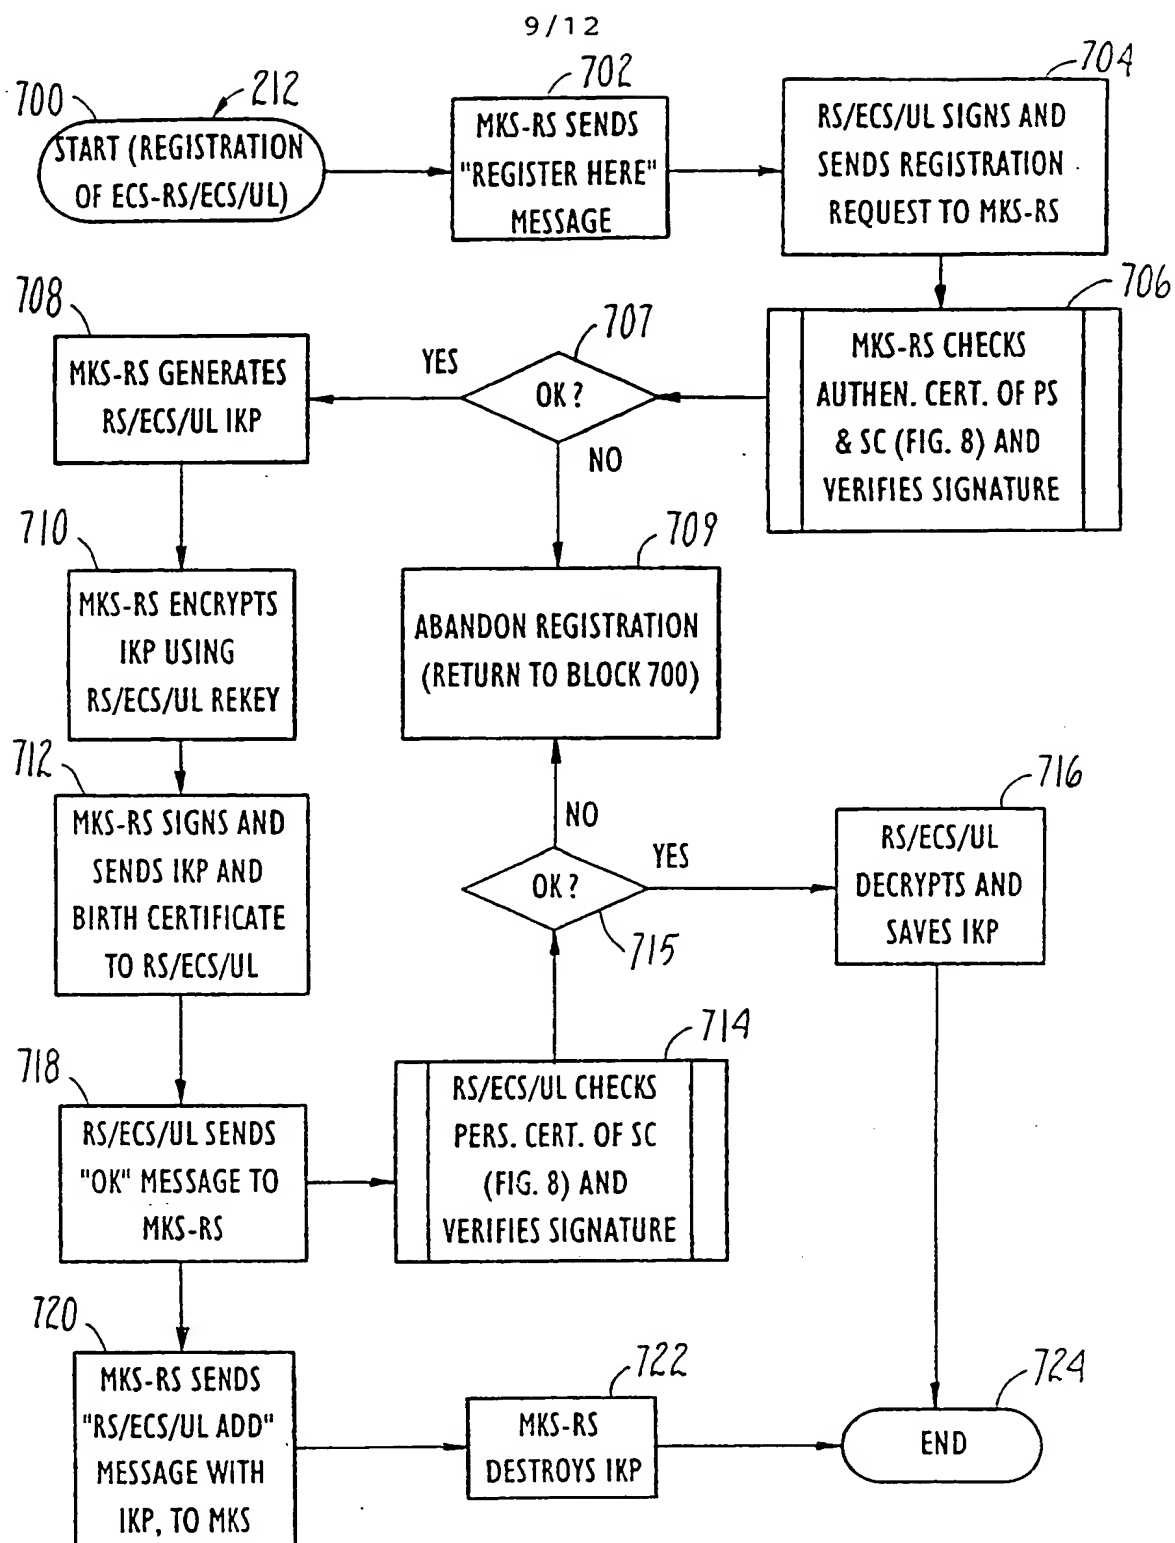 9/12
700
212
START (REGISTRATION
OF ECS-RS/ECS/UL)
702
MKS-RS SENDS
"REGISTER HERE"
MESSAGE
704
RS/ECS/UL SIGNS AND
SENDS REGISTRATION
REQUEST TO MKS-RS
706
MKS-RS CHECKS
AUTHEN. CERT. OF PS
& SC (FIG. 8) AND
VERIFIES SIGNATURE
707
OK?
YES
NO
708
MKS-RS GENERATES
RS/ECS/UL IKP
709
ABANDON REGISTRATION
(RETURN TO BLOCK 700)
710
MKS-RS ENCRYPTS
IKP USING
RS/ECS/UL REKEY
712
MKS-RS SIGNS AND
SENDS IKP AND
BIRTH CERTIFICATE
TO RS/ECS/UL
NO
OK?
YES
715
716
RS/ECS/UL
DECRYPTS AND
SAVES IKP
718
RS/ECS/UL SENDS
"OK" MESSAGE TO
MKS-RS
714
RS/ECS/UL CHECKS
PERS. CERT. OF SC
(FIG. 8) AND
VERIFIES SIGNATURE
720
MKS-RS SENDS
"RS/ECS/UL ADD"
MESSAGE WITH
IKP, TO MKS
722
MKS-RS
DESTROYS IKP
724
END